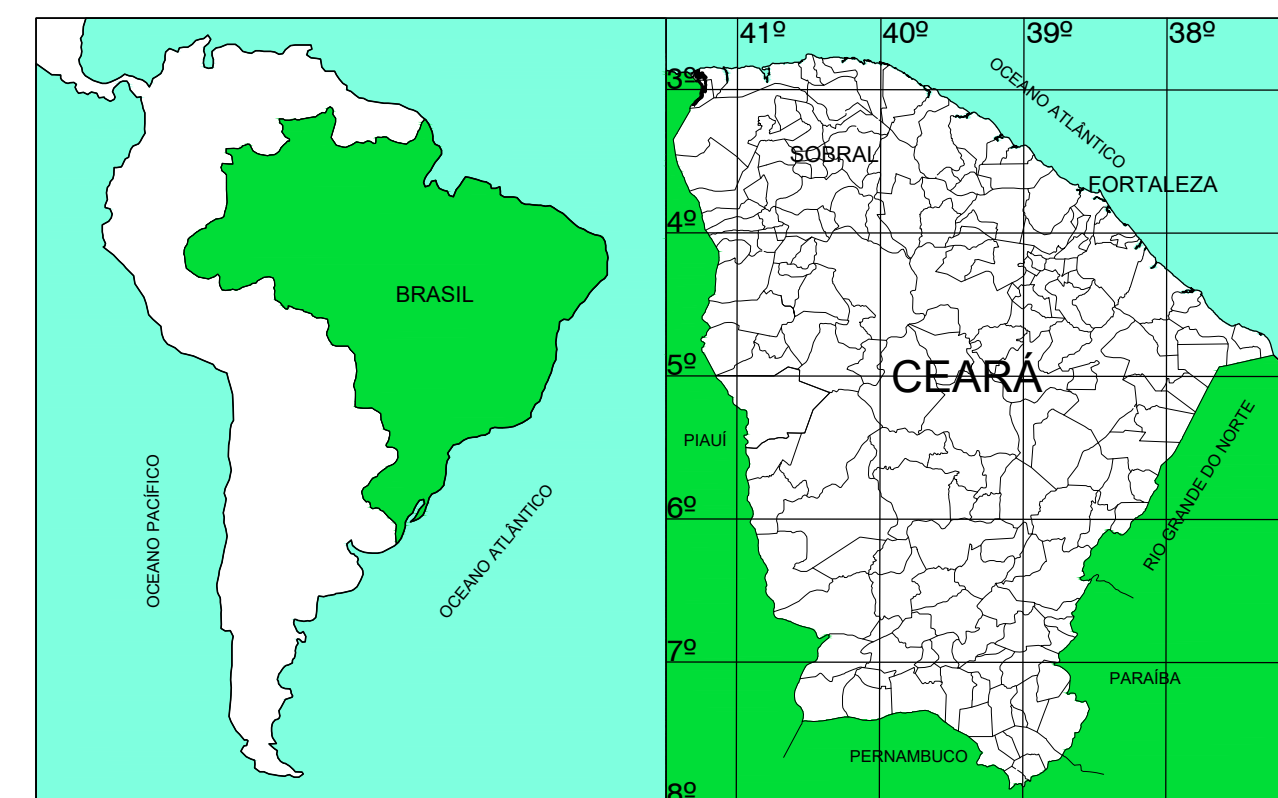 BRASIL
OCEANO PACÍFICO
OCEANO ATLÂNTICO
41º 40º 39º 38º
3º
OCEANO ATLÂNTICO
SOBRAL
FORTALEZA
4º
CEARÁ
5º
PIAUÍ
RIO GRANDE DO NORTE
6º
7º
PARAÍBA
PERNAMBUCO
8º